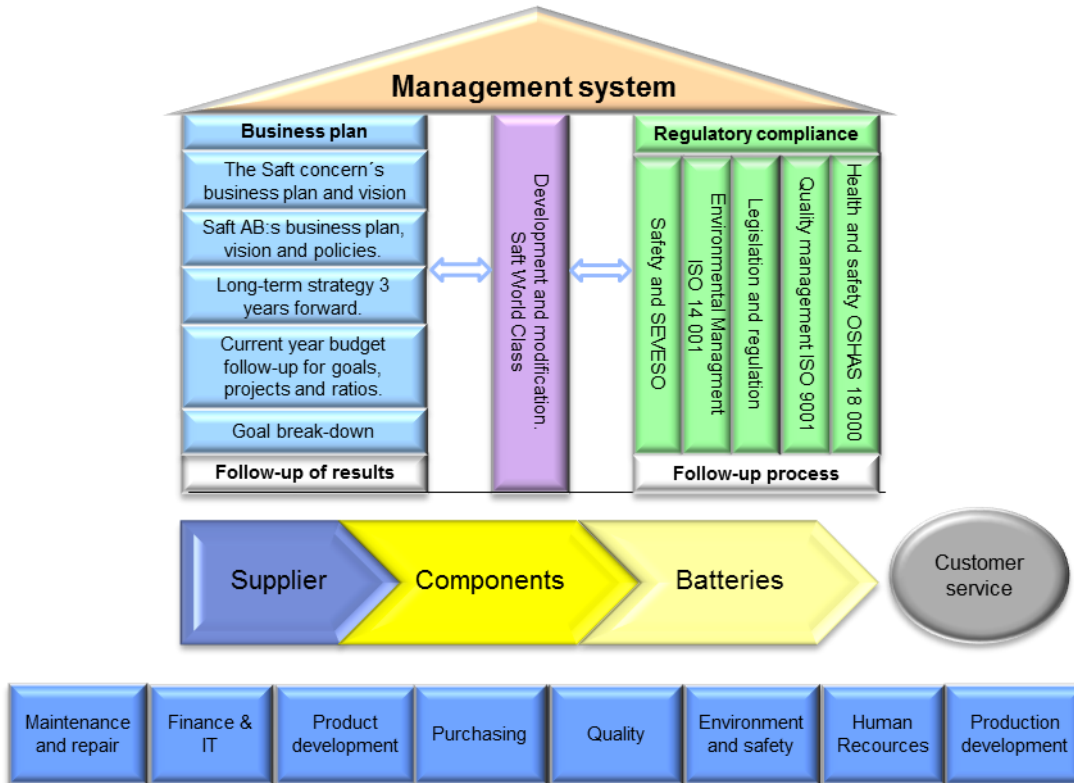 Management system
Business plan
The Saft concern´s
business plan and vision
Saft AB:s business plan,
vision and policies.
Long-term strategy 3
years forward.
Current year budget
follow-up for goals,
projects and ratios.
Goal break-down
Follow-up of results
Development and modification.
Saft World Class
Regulatory compliance
Safety and SEVESO
Environmental Managment
ISO 14 001
Legislation and regulation
Quality management ISO 9001
Health and safety OSHAS 18 000
Follow-up process
Supplier
Components
Batteries
Customer
service
Maintenance
and repair
Finance &
IT
Product
development
Purchasing
Quality
Environment
and safety
Human
Recources
Production
development